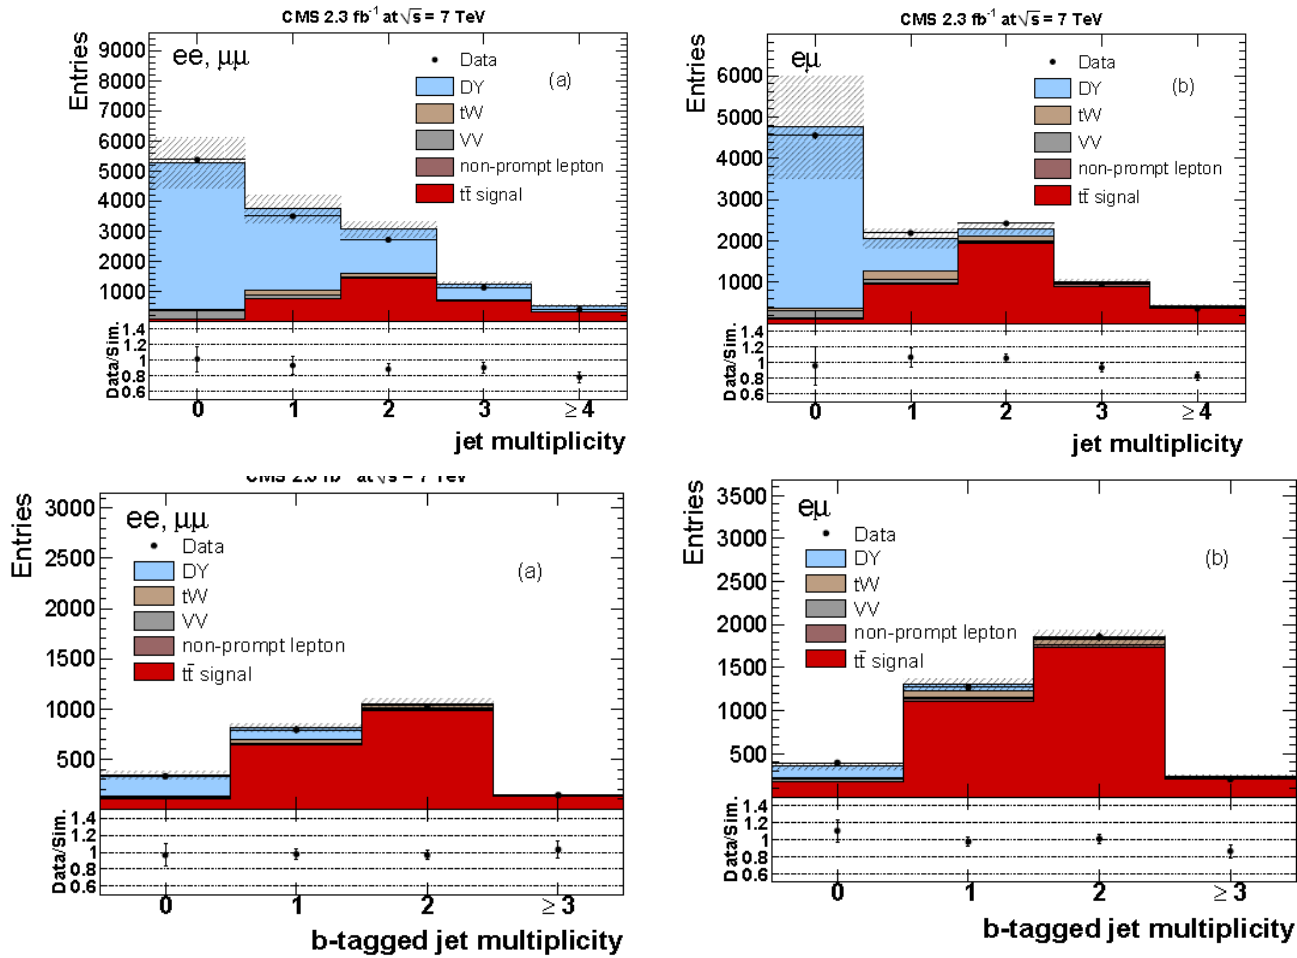 CMS 2.3 fb⁻¹ at √s = 7 TeV
Entries
9000
8000
7000
6000
5000
4000
3000
2000
1000
ee, μμ
(a)
Data
DY
tW
VV
non-prompt lepton
tt̄ signal
Data/Sim.
1.4
1.2
1
0.8
0.6
0 1 2 3 ≥ 4
jet multiplicity
CMS 2.3 fb⁻¹ at √s = 7 TeV
Entries
6000
5000
4000
3000
2000
1000
eμ
(b)
Data
DY
tW
VV
non-prompt lepton
tt̄ signal
Data/Sim.
1.4
1.2
1
0.8
0.6
0 1 2 3 ≥ 4
jet multiplicity
CMS 2.3 fb⁻¹ at √s = 7 TeV
Entries
3000
2500
2000
1500
1000
500
ee, μμ
(a)
Data
DY
tW
VV
non-prompt lepton
tt̄ signal
Data/Sim.
1.4
1.2
1
0.8
0.6
0 1 2 ≥ 3
b-tagged jet multiplicity
Entries
3500
3000
2500
2000
1500
1000
500
eμ
(b)
Data
DY
tW
VV
non-prompt lepton
tt̄ signal
Data/Sim.
1.4
1.2
1
0.8
0.6
0 1 2 ≥ 3
b-tagged jet multiplicity